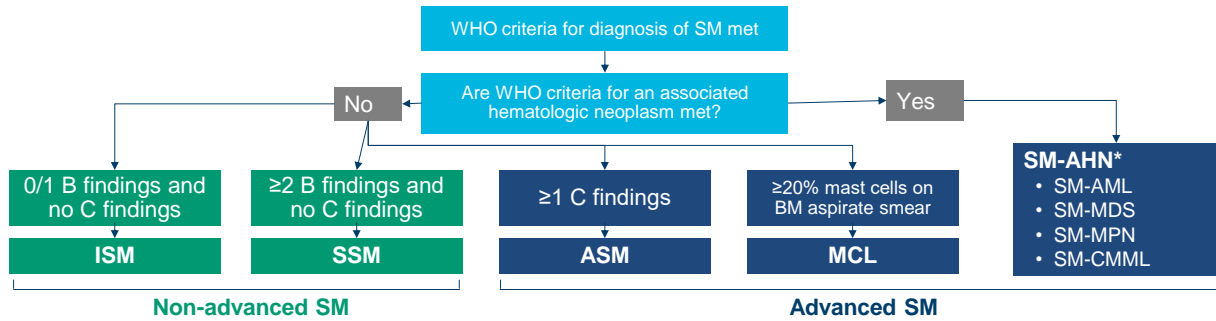 WHO criteria for diagnosis of SM met
Are WHO criteria for an associated
hematologic neoplasm met?
No
Yes
0/1 B findings and
no C findings
≥2 B findings and
no C findings
≥1 C findings
≥20% mast cells on
BM aspirate smear
SM-AHN*
• SM-AML
• SM-MDS
• SM-MPN
• SM-CMML
ISM
SSM
ASM
MCL
Non-advanced SM
Advanced SM